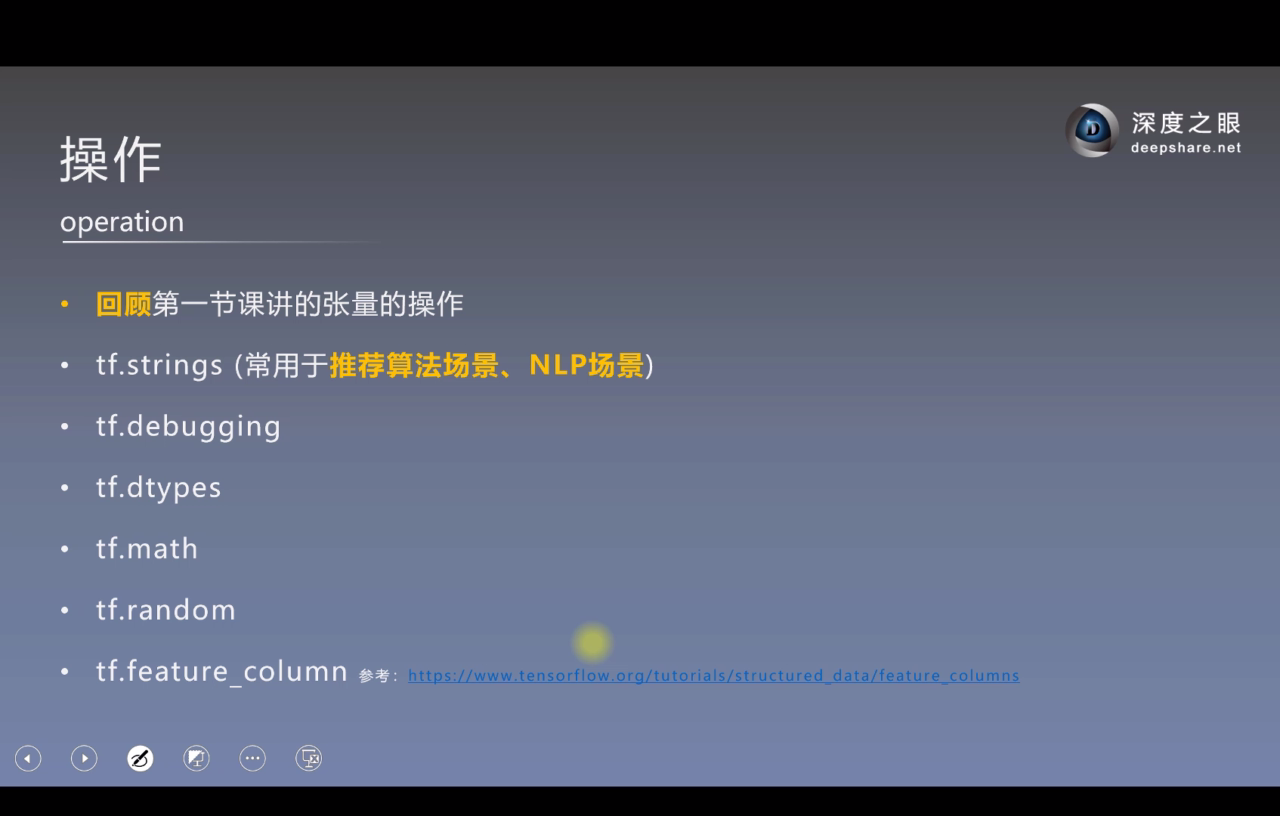 深度之眼
deepshare.net
操作
operation
• 回顾第一节课讲的张量的操作
• tf.strings (常用于推荐算法场景、NLP场景)
• tf.debugging
• tf.dtypes
• tf.math
• tf.random
• tf.feature_column 参考：https://www.tensorflow.org/tutorials/structured_data/feature_columns